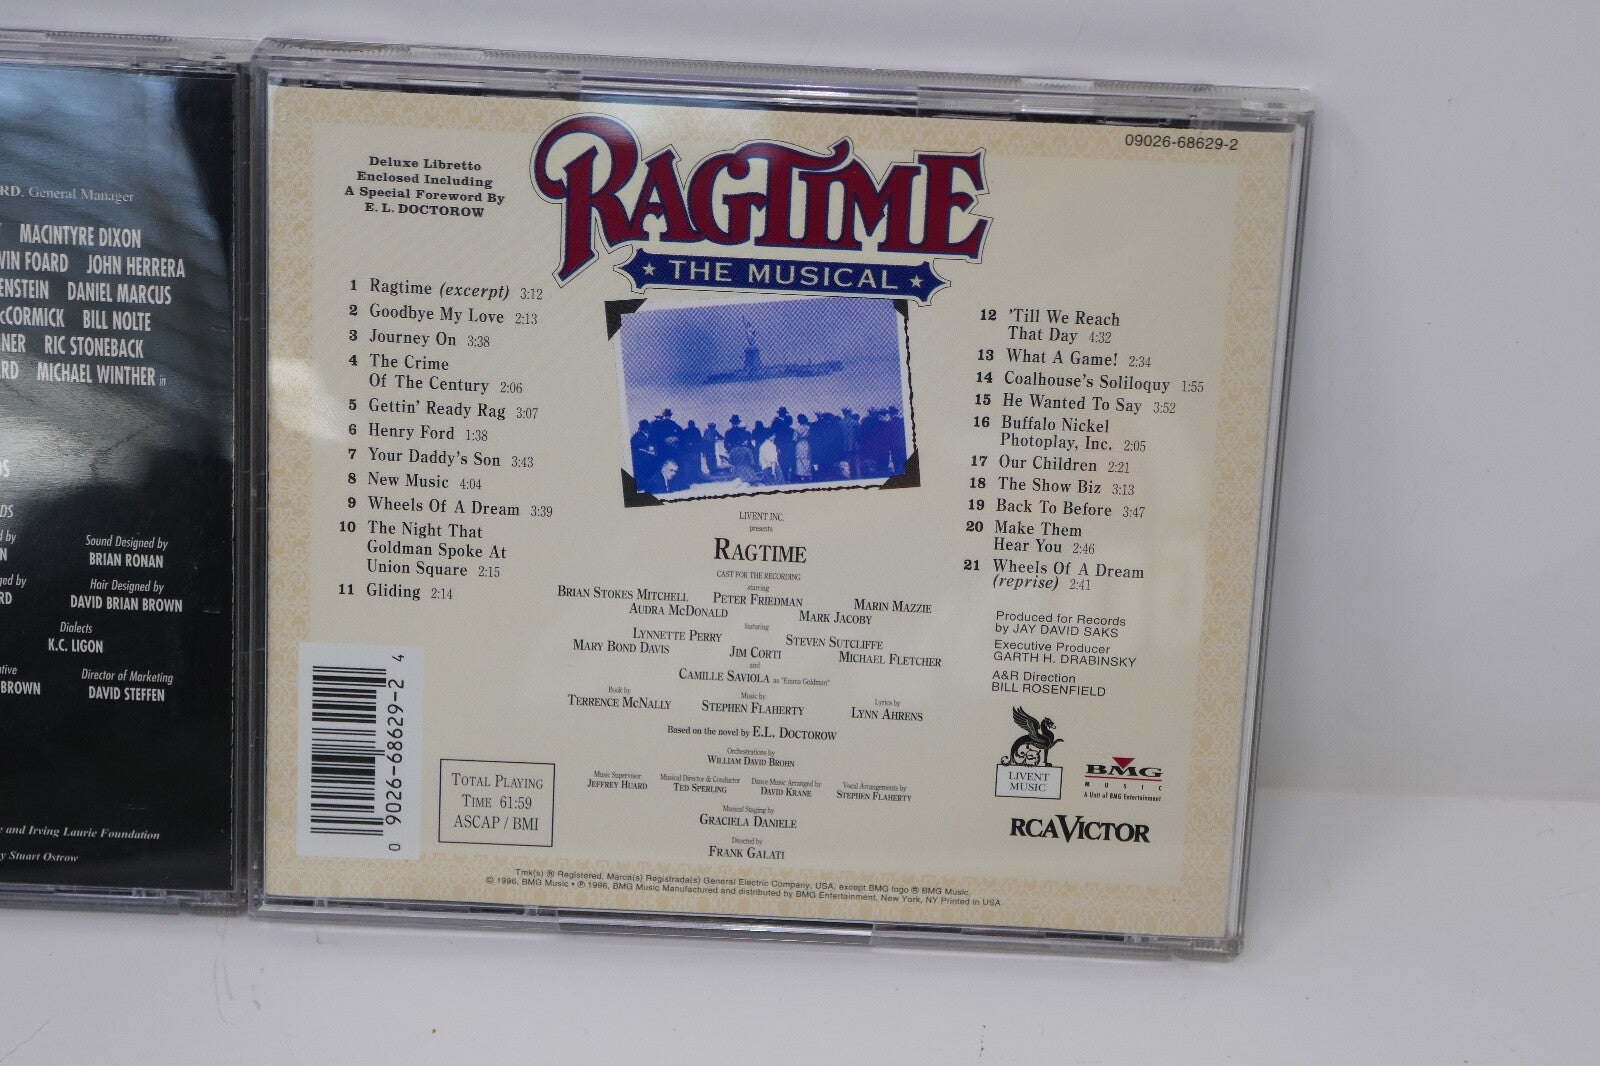 RD. General Manager
MACINTYRE DIXON
WIN FOARD JOHN HERRERA
ENSTEIN DANIEL MARCUS
McCORMICK BILL NOLTE
NER RIC STONEBACK
RD MICHAEL WINTHER in
DS
Sound Designed by
BRIAN RONAN
Hair Designed by
DAVID BRIAN BROWN
Dialects
K.C. LIGON
BROWN
Director of Marketing
DAVID STEFFEN
and Irving Laurie Foundation
y Stuart Ostrow
09026-68629-2
Deluxe Libretto
Enclosed Including
A Special Foreword By
E. L. DOCTOROW
RAGTIME
THE MUSICAL
1 Ragtime (excerpt) 3:12
2 Goodbye My Love 2:13
3 Journey On 3:38
4 The Crime
Of The Century 2:06
5 Gettin' Ready Rag 3:07
6 Henry Ford 1:38
7 Your Daddy's Son 3:43
8 New Music 4:04
9 Wheels Of A Dream 3:39
10 The Night That
Goldman Spoke At
Union Square 2:15
11 Gliding 2:14
12 'Till We Reach
That Day 4:32
13 What A Game! 2:34
14 Coalhouse's Soliloquy 1:55
15 He Wanted To Say 3:52
16 Buffalo Nickel
Photoplay, Inc. 2:05
17 Our Children 2:21
18 The Show Biz 3:13
19 Back To Before 3:47
20 Make Them
Hear You 2:46
21 Wheels Of A Dream
(reprise) 2:41
LIVENT INC.
presents
RAGTIME
CAST FOR THE RECORDING
starring
BRIAN STOKES MITCHELL PETER FRIEDMAN MARIN MAZZIE
AUDRA MCDONALD MARK JACOBY
featuring
LYNNETTE PERRY STEVEN SUTCLIFFE
MARY BOND DAVIS JIM CORTI MICHAEL FLETCHER
and
CAMILLE SAVIOLA as "Emma Goldman"
Book by Music by Lyrics by
TERRENCE MCNALLY STEPHEN FLAHERTY LYNN AHRENS
Based on the novel by E.L. DOCTOROW
Orchestrations by
WILLIAM DAVID BROHN
Music Supervisor Musical Director & Conductor Dance Music Arranged by Vocal Arrangements by
JEFFREY HUARD TED SPERLING DAVID KRANE STEPHEN FLAHERTY
Musical Staging by
GRACIELA DANIELE
Directed by
FRANK GALATI
Produced for Records
by JAY DAVID SAKS
Executive Producer
GARTH H. DRABINSKY
A&R Direction
BILL ROSENFIELD
LIVENT
MUSIC
BMG
MUSIC
A Unit of BMG Entertainment
RCA VICTOR
0 9026-68629-2 4
TOTAL PLAYING
TIME 61:59
ASCAP / BMI
Tmk(s) ® Registered. Marca(s) Registrada(s) General Electric Company, USA, except BMG logo ® BMG Music.
© 1996, BMG Music • ℗ 1996, BMG Music Manufactured and distributed by BMG Entertainment, New York, NY Printed in USA